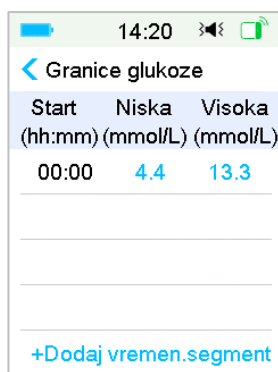 14:20
Granice glukoze
Start Niska Visoka
(hh:mm) (mmol/L) (mmol/L)
00:00 4.4 13.3
+Dodaj vremen.segment